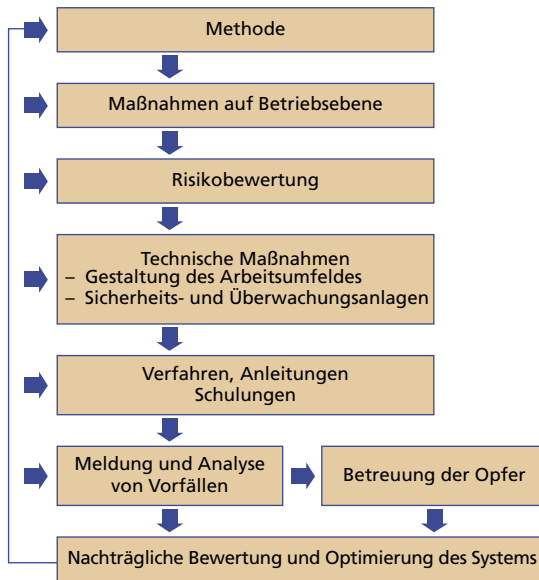 Methode
Maßnahmen auf Betriebsebene
Risikobewertung
Technische Maßnahmen
– Gestaltung des Arbeitsumfeldes
– Sicherheits- und Überwachungsanlagen
Verfahren, Anleitungen
Schulungen
Meldung und Analyse
von Vorfällen
Betreuung der Opfer
Nachträgliche Bewertung und Optimierung des Systems